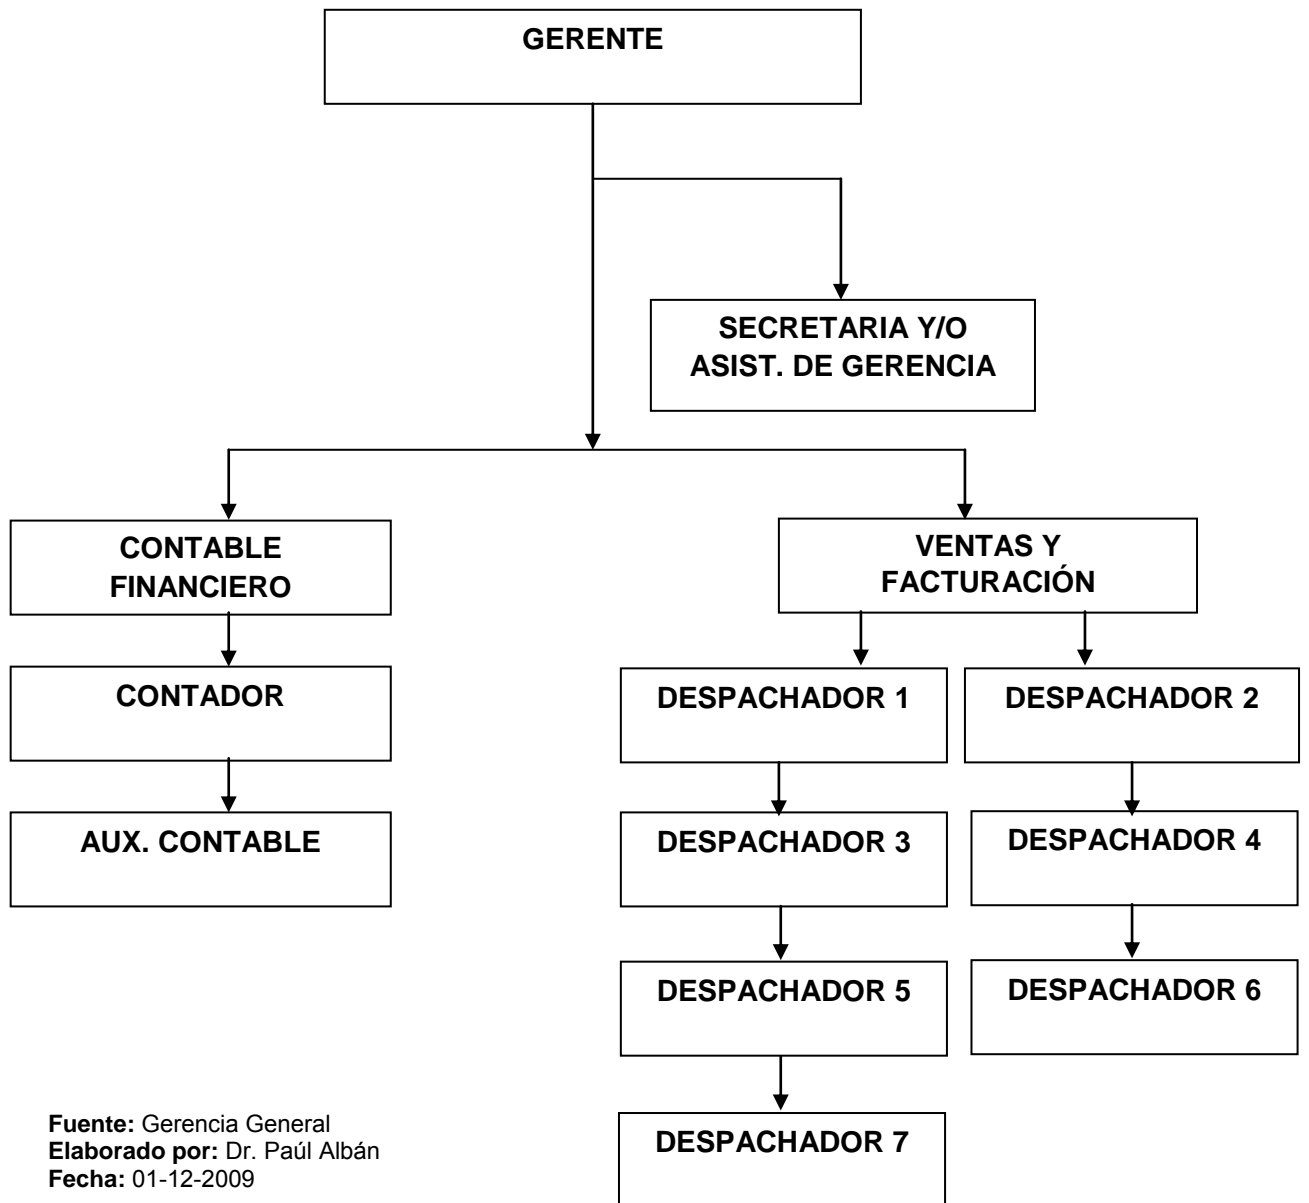 GERENTE
SECRETARIA Y/O
ASIST. DE GERENCIA
CONTABLE
FINANCIERO
VENTAS Y
FACTURACIÓN
CONTADOR
DESPACHADOR 1
DESPACHADOR 2
AUX. CONTABLE
DESPACHADOR 3
DESPACHADOR 4
DESPACHADOR 5
DESPACHADOR 6
DESPACHADOR 7
Fuente: Gerencia General
Elaborado por: Dr. Paúl Albán
Fecha: 01-12-2009